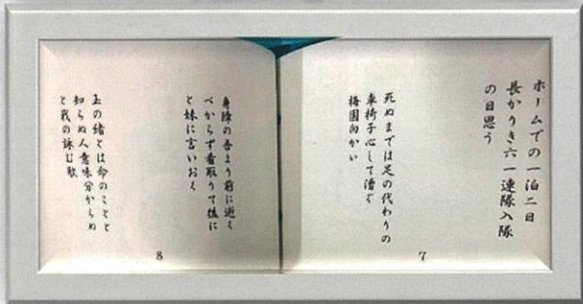 ホームでの一泊二日
長かりき六一連隊入隊
の日思う
死ぬまでは足の代わりの
車椅子心して漕ぐ
梅園向かい
7
身障の吾より前に逝く
べからず看取りて後に
と妹に言いおく
玉の緒とは命のことと
知らぬ人意味分からぬ
と我の詠む歌
8